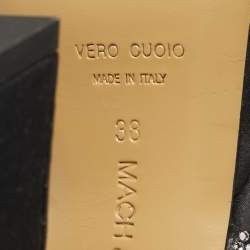 VERO CUOIO
MADE IN ITALY
38
MACH